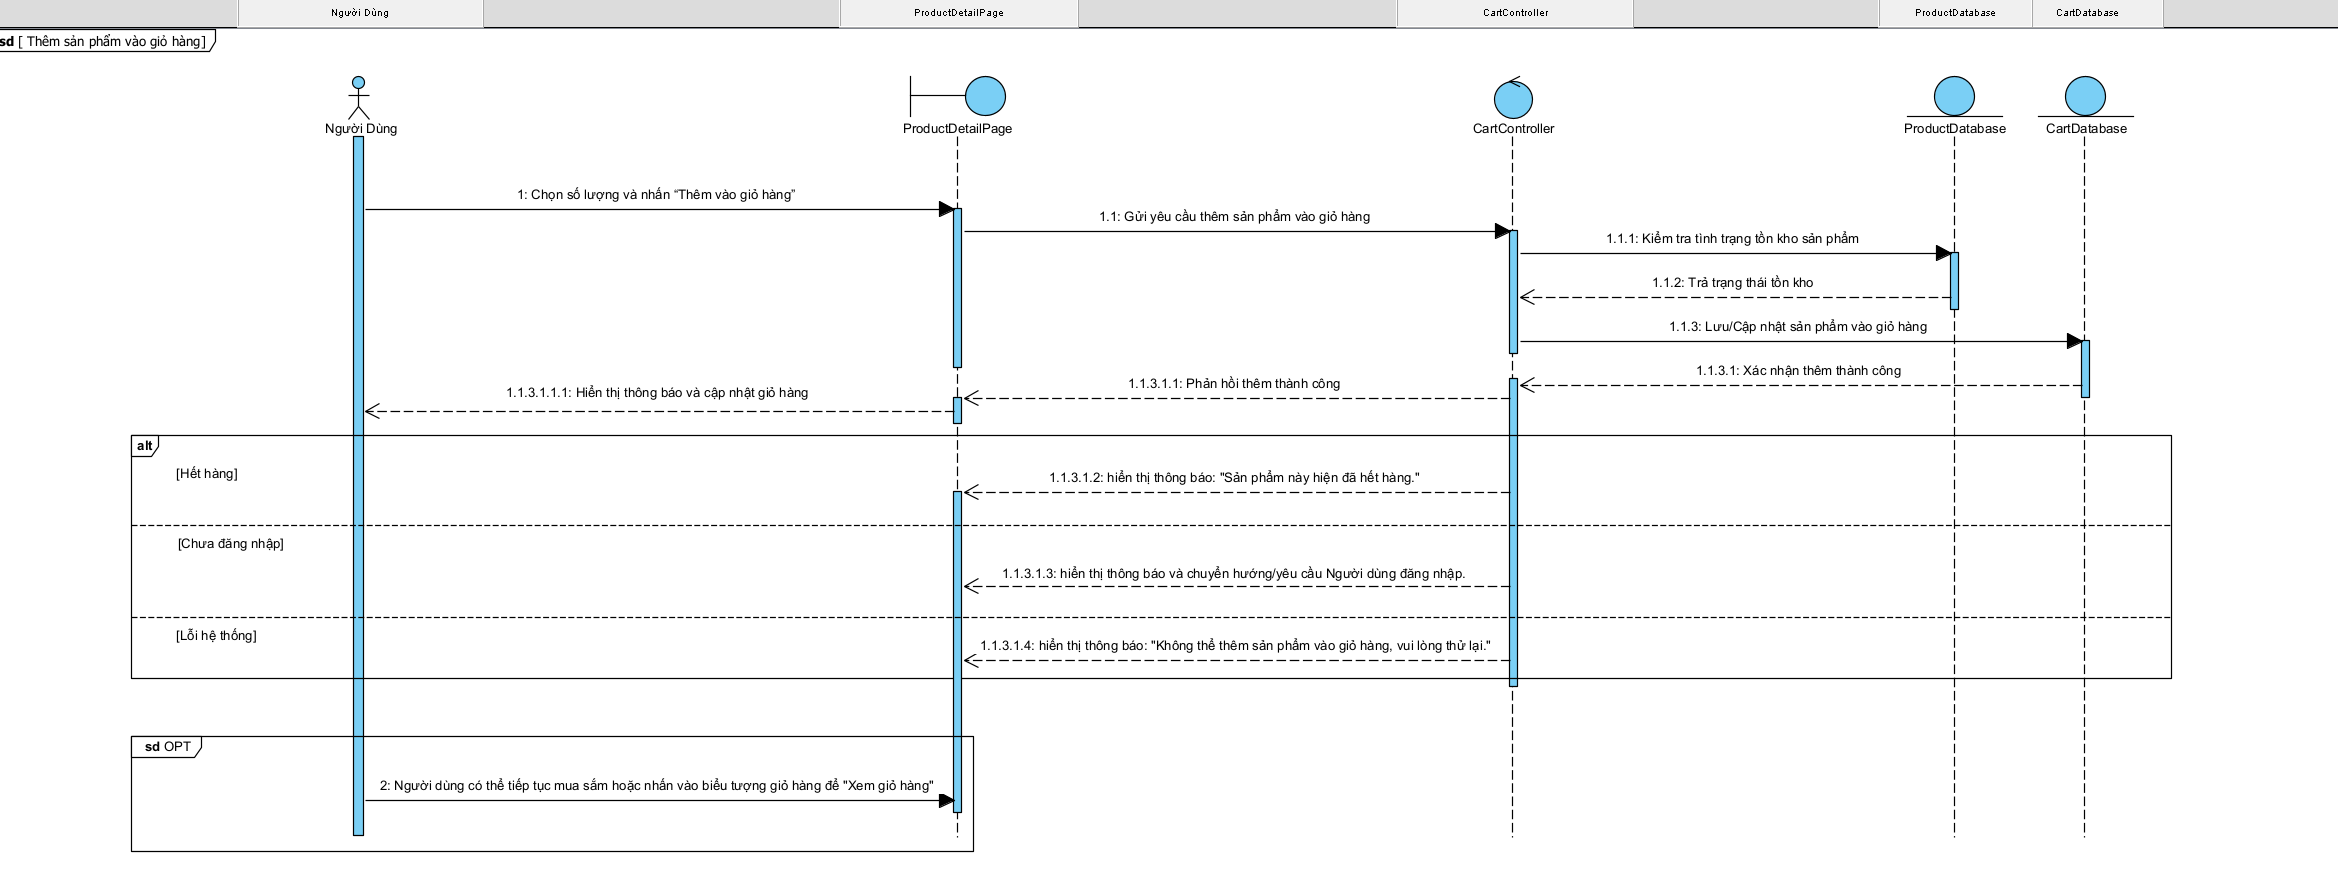 Người Dùng
ProductDetailPage
CartController
ProductDatabase
CartDatabase
sd [ Thêm sản phẩm vào giỏ hàng]
Người Dùng
ProductDetailPage
CartController
ProductDatabase
CartDatabase
1: Chọn số lượng và nhấn “Thêm vào giỏ hàng”
1.1: Gửi yêu cầu thêm sản phẩm vào giỏ hàng
1.1.1: Kiểm tra tình trạng tồn kho sản phẩm
1.1.2: Trả trạng thái tồn kho
1.1.3: Lưu/Cập nhật sản phẩm vào giỏ hàng
1.1.3.1: Xác nhận thêm thành công
1.1.3.1.1: Phản hồi thêm thành công
1.1.3.1.1.1: Hiển thị thông báo và cập nhật giỏ hàng
alt
[Hết hàng]
1.1.3.1.2: hiển thị thông báo: "Sản phẩm này hiện đã hết hàng."
[Chưa đăng nhập]
1.1.3.1.3: hiển thị thông báo và chuyển hướng/yêu cầu Người dùng đăng nhập.
[Lỗi hệ thống]
1.1.3.1.4: hiển thị thông báo: "Không thể thêm sản phẩm vào giỏ hàng, vui lòng thử lại."
sd OPT
2: Người dùng có thể tiếp tục mua sắm hoặc nhấn vào biểu tượng giỏ hàng để "Xem giỏ hàng"